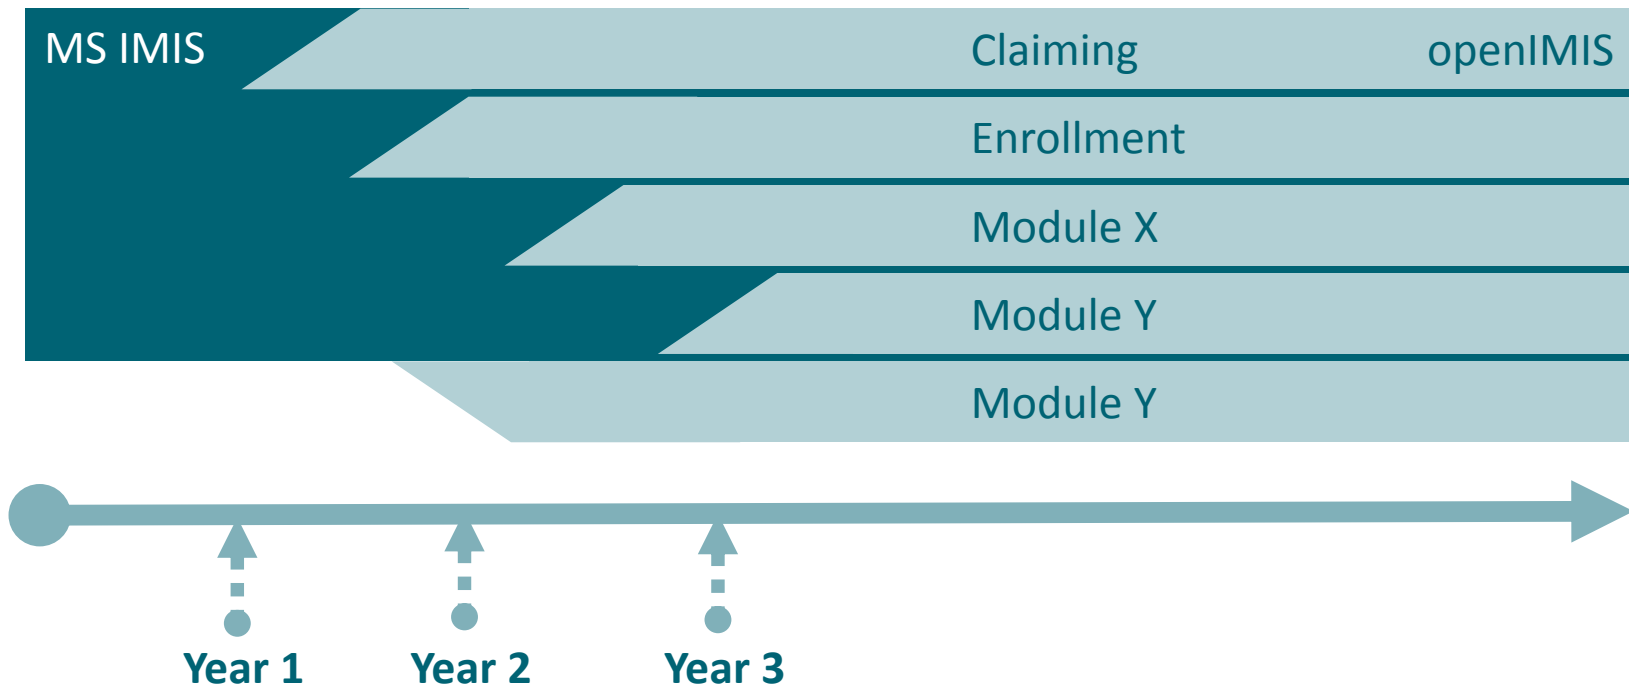 MS IMIS
Claiming
openIMIS
Enrollment
Module X
Module Y
Module Y
Year 1
Year 2
Year 3